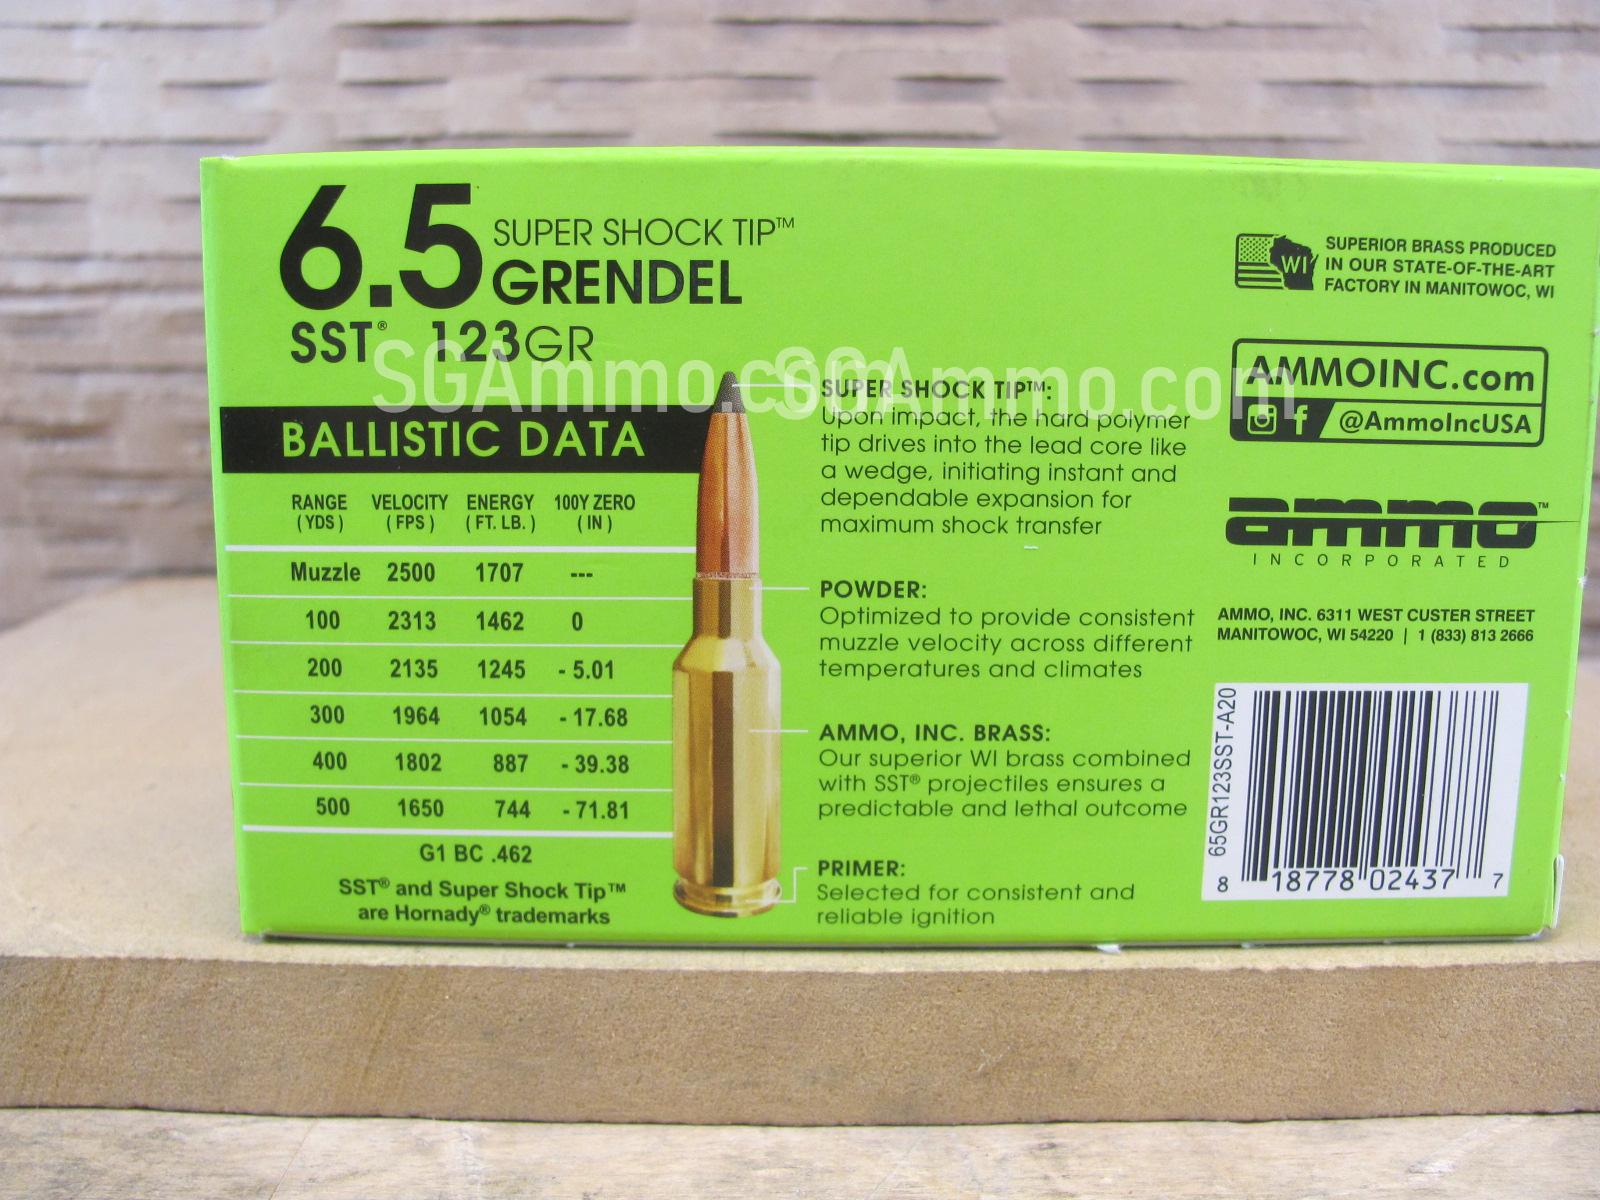 6.5 SUPER SHOCK TIP™
GRENDEL
SST® 123GR
SGAmmo.com
SGAmmo.com
BALLISTIC DATA
RANGE VELOCITY ENERGY 100Y ZERO
(YDS) (FPS) (FT. LB.) (IN)
Muzzle 2500 1707 ---
100 2313 1462 0
200 2135 1245 - 5.01
300 1964 1054 - 17.68
400 1802 887 - 39.38
500 1650 744 - 71.81
G1 BC .462
SST® and Super Shock Tip™
are Hornady® trademarks
SUPER SHOCK TIP™:
Upon impact, the hard polymer
tip drives into the lead core like
a wedge, initiating instant and
dependable expansion for
maximum shock transfer
POWDER:
Optimized to provide consistent
muzzle velocity across different
temperatures and climates
AMMO, INC. BRASS:
Our superior WI brass combined
with SST® projectiles ensures a
predictable and lethal outcome
PRIMER:
Selected for consistent and
reliable ignition
WI
SUPERIOR BRASS PRODUCED
IN OUR STATE-OF-THE-ART
FACTORY IN MANITOWOC, WI
AMMOINC.com
f @AmmoIncUSA
ammo™
INCORPORATED
AMMO, INC. 6311 WEST CUSTER STREET
MANITOWOC, WI 54220 | 1 (833) 813 2666
65GR123SST-A20
8 18778 02437 7